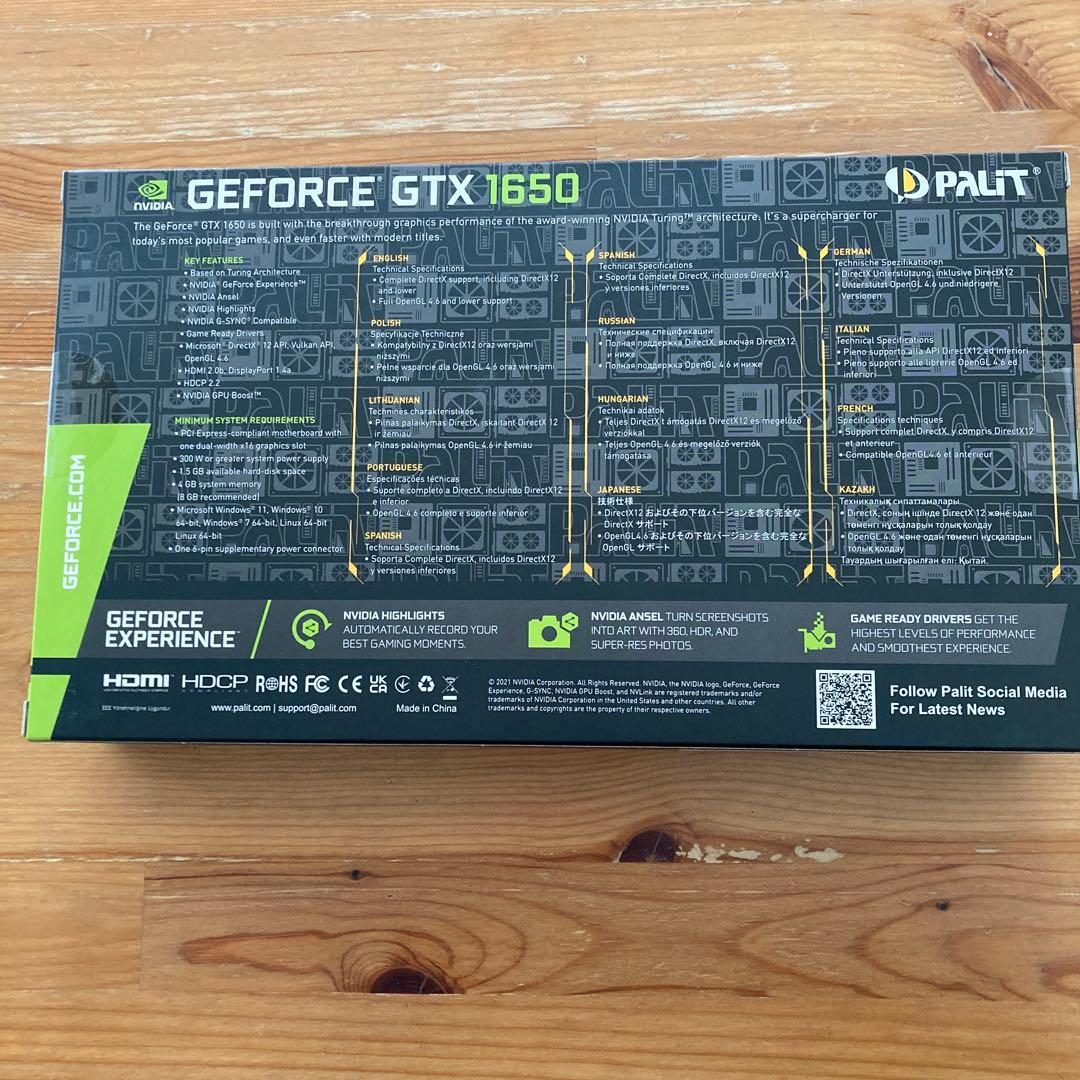 NVIDIA
GEFORCE® GTX 1650
PALiT®
The GeForce® GTX 1650 is built with the breakthrough graphics performance of the award-winning NVIDIA Turing™ architecture. It's a supercharger for
today's most popular games, and even faster with modern titles.
KEY FEATURES
• Based on Turing Architecture
• NVIDIA® GeForce Experience™
• NVIDIA Ansel
• NVIDIA Highlights
• NVIDIA G-SYNC® Compatible
• Game Ready Drivers
• Microsoft® DirectX® 12 API, Vulkan API,
OpenGL 4.6
• HDMI 2.0b, DisplayPort 1.4a
• HDCP 2.2
• NVIDIA GPU Boost™
MINIMUM SYSTEM REQUIREMENTS
• PCI Express-compliant motherboard with
one dual-width x16 graphics slot
• 300 W or greater system power supply
• 1.5 GB available hard-disk space
• 4 GB system memory
(8 GB recommended)
• Microsoft Windows® 11, Windows® 10
64-bit, Windows® 7 64-bit, Linux 64-bit
Linux 64-bit
• One 6-pin supplementary power connector
ENGLISH
Technical Specifications
• Complete DirectX support, including DirectX12
and lower
• Full OpenGL 4.6 and lower support
POLISH
Specyfikacje Techniczne
• Kompatybilny z DirectX12 oraz wersjami
niższymi
• Pełne wsparcie dla OpenGL 4.6 oraz wersjami
niższymi
LITHUANIAN
Techninės charakteristikos
• Pilnas palaikymas DirectX, įskaitant DirectX 12
ir žemiau
• Pilnas palaikymas OpenGL 4.6 ir žemiau
PORTUGUESE
Especificações técnicas
• Suporte completo a DirectX, incluindo DirectX12
e inferior
• OpenGL 4.6 completo e suporte inferior
SPANISH
Technical Specifications
• Soporta Complete DirectX, incluidos DirectX12
y versiones inferiores
SPANISH
Technical Specifications
• Soporta Complete DirectX, incluidos DirectX12
y versiones inferiores
RUSSIAN
Технические спецификации
• Полная поддержка DirectX, включая DirectX12
и ниже
• Полная поддержка OpenGL 4.6 и ниже
HUNGARIAN
Technikai adatok
• Teljes DirectX támogatás DirectX12 és megelőző
verziókkal
• Teljes OpenGL 4.6 és megelőző verziók
támogatása
JAPANESE
技術仕様
• DirectX12 およびその下位バージョンを含む完全な
DirectX サポート
• OpenGL4.6 およびその下位バージョンを含む完全な
OpenGL サポート
GERMAN
Technische Spezifikationen
• DirectX Unterstützung, inklusive DirectX12
• Unterstützt OpenGL 4.6 und niedrigere
Versionen
ITALIAN
Technical Specifications
• Pieno supporto alla API DirectX12 ed inferiori
• Pieno supporto alle librerie OpenGL 4.6 ed
inferiori
FRENCH
Specifications techniques
• Support complet DirectX, y compris DirectX12
et anterieur
• Compatible OpenGL4.6 et anterieur
KAZAKH
Техникалық сипаттамалары
• DirectX, соның ішінде DirectX 12 және одан
төменгі нұсқаларын толық қолдау
• OpenGL 4.6 және одан төменгі нұсқаларын
толық қолдау
Тауардың шығарылған елі: Қытай.
GEFORCE.COM
GEFORCE
EXPERIENCE™
NVIDIA HIGHLIGHTS
AUTOMATICALLY RECORD YOUR
BEST GAMING MOMENTS.
NVIDIA ANSEL TURN SCREENSHOTS
INTO ART WITH 360, HDR, AND
SUPER-RES PHOTOS.
GAME READY DRIVERS GET THE
HIGHEST LEVELS OF PERFORMANCE
AND SMOOTHEST EXPERIENCE.
HDMI™ HDCP RoHS FC CE UKCA
HIGH-DEFINITION MULTIMEDIA INTERFACE COMPLIANT
EEE Yönetmeliğine Uygundur
www.palit.com | support@palit.com
Made in China
© 2021 NVIDIA Corporation. All Rights Reserved. NVIDIA, the NVIDIA logo, GeForce, GeForce
Experience, G-SYNC, NVIDIA GPU Boost, and NVLink are registered trademarks and/or
trademarks of NVIDIA Corporation in the United States and other countries. All other
trademarks and copyrights are the property of their respective owners.
Follow Palit Social Media
For Latest News